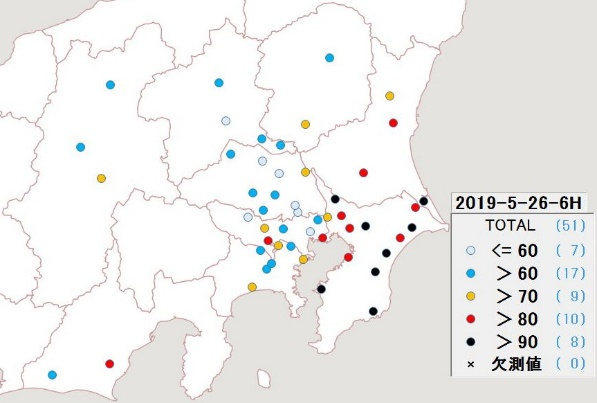 2019-5-26-6H
TOTAL (51)
<= 60 ( 7)
> 60 (17)
> 70 ( 9)
> 80 (10)
> 90 ( 8)
× 欠測値 ( 0)